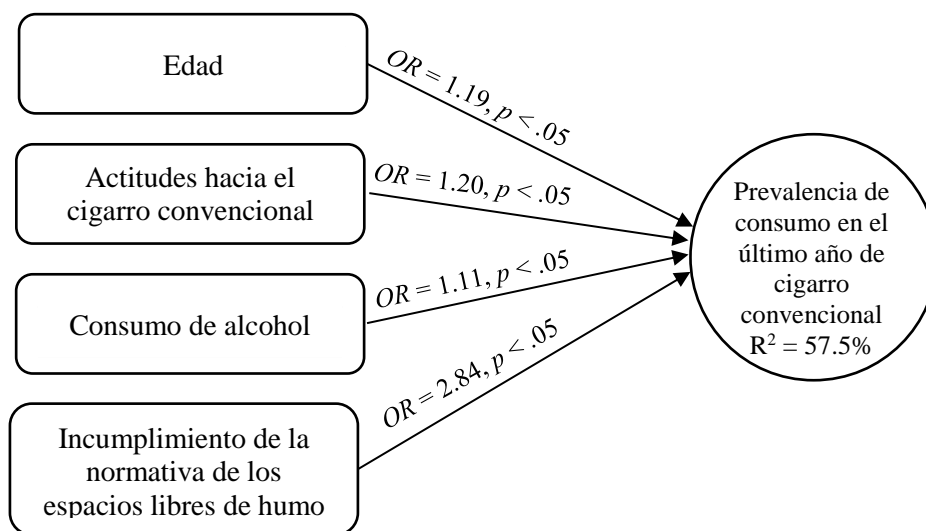 Edad
OR = 1.19, p < .05
Actitudes hacia el
cigarro convencional
OR = 1.20, p < .05
Consumo de alcohol
OR = 1.11, p < .05
Incumplimiento de la
normativa de los
espacios libres de humo
OR = 2.84, p < .05
Prevalencia de
consumo en el
último año de
cigarro
convencional
R² = 57.5%